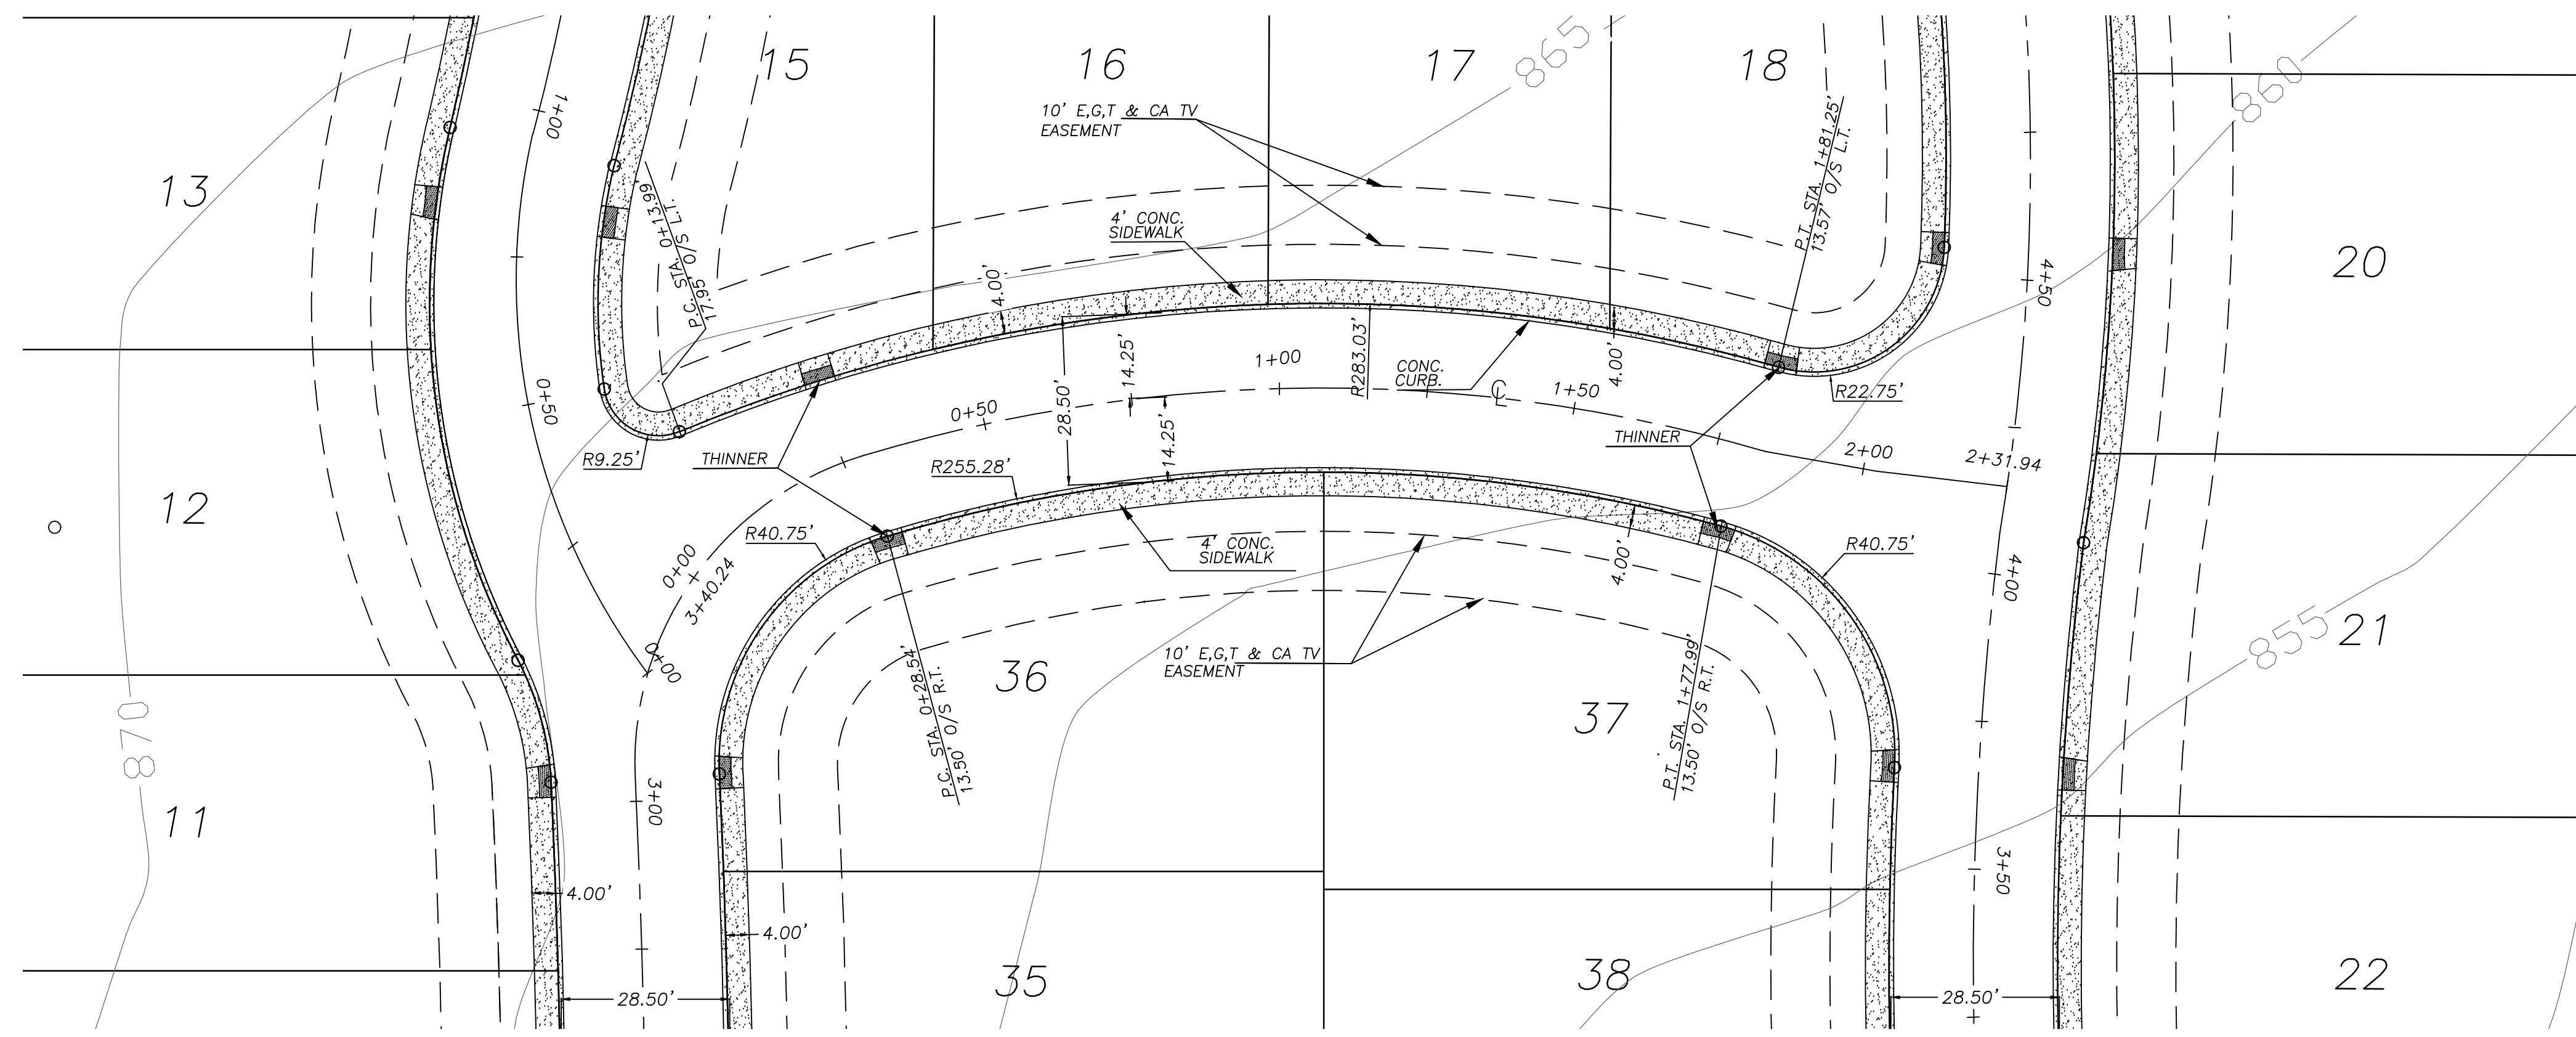 15
16
17
18
865
860
10' E,G,T & CA TV
EASEMENT
1+00
P.T. STA. 1+81.25'
13.57' O/S L.T.
13
P.C. STA. 0+13.99'
17.95' O/S L.T.
4' CONC.
SIDEWALK
20
4.00'
4+50
14.25'
28.50'
1+00
R283.03'
CONC.
CURB.
4.00'
R22.75'
0+50
0+50
℄
1+50
14.25'
R9.25'
THINNER
R255.28'
THINNER
2+00
2+31.94
12
R40.75'
4' CONC.
SIDEWALK
4.00'
R40.75'
0+00
3+40.24
4+00
0+00
855
21
P.C. STA. 0+28.54'
13.50' O/S R.T.
36
10' E,G,T & CA TV
EASEMENT
37
P.T. STA. 1+77.99'
13.50' O/S R.T.
870
11
3+00
3+50
4.00'
4.00'
35
38
22
28.50'
28.50'